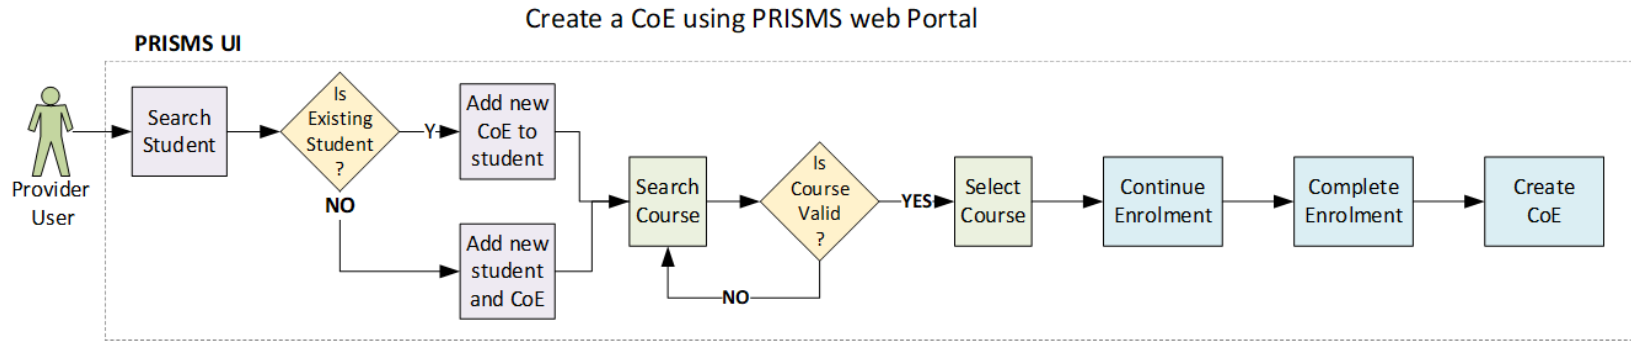 Create a CoE using PRISMS web Portal
PRISMS UI
Provider
User
Search
Student
Is
Existing
Student
?
Y
NO
Add new
CoE to
student
Add new
student
and CoE
Search
Course
Is
Course
Valid
?
YES
NO
Select
Course
Continue
Enrolment
Complete
Enrolment
Create
CoE